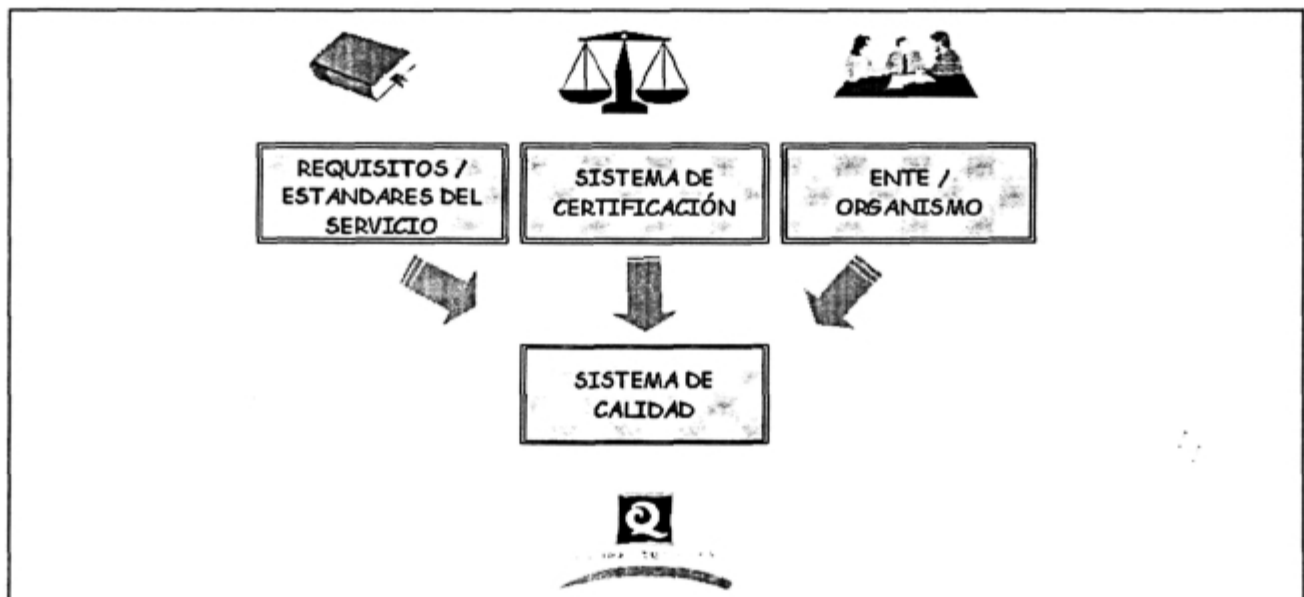 REQUISITOS /
ESTANDARES DEL
SERVICIO
SISTEMA DE
CERTIFICACIÓN
ENTE /
ORGANISMO
SISTEMA DE
CALIDAD
Q